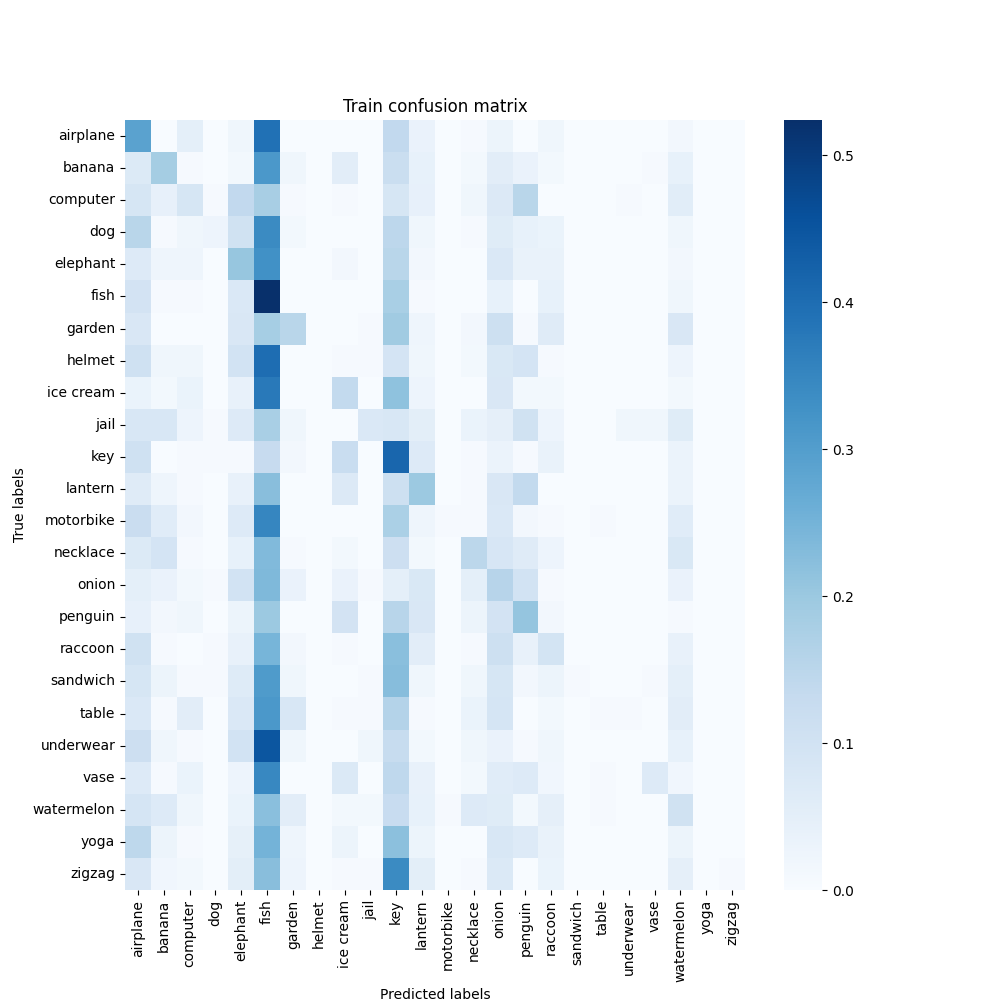 Train confusion matrix
True labels
airplane
banana
computer
dog
elephant
fish
garden
helmet
ice cream
jail
key
lantern
motorbike
necklace
onion
penguin
raccoon
sandwich
table
underwear
vase
watermelon
yoga
zigzag
airplane
banana
computer
dog
elephant
fish
garden
helmet
ice cream
jail
key
lantern
motorbike
necklace
onion
penguin
raccoon
sandwich
table
underwear
vase
watermelon
yoga
zigzag
Predicted labels
0.5
0.4
0.3
0.2
0.1
0.0